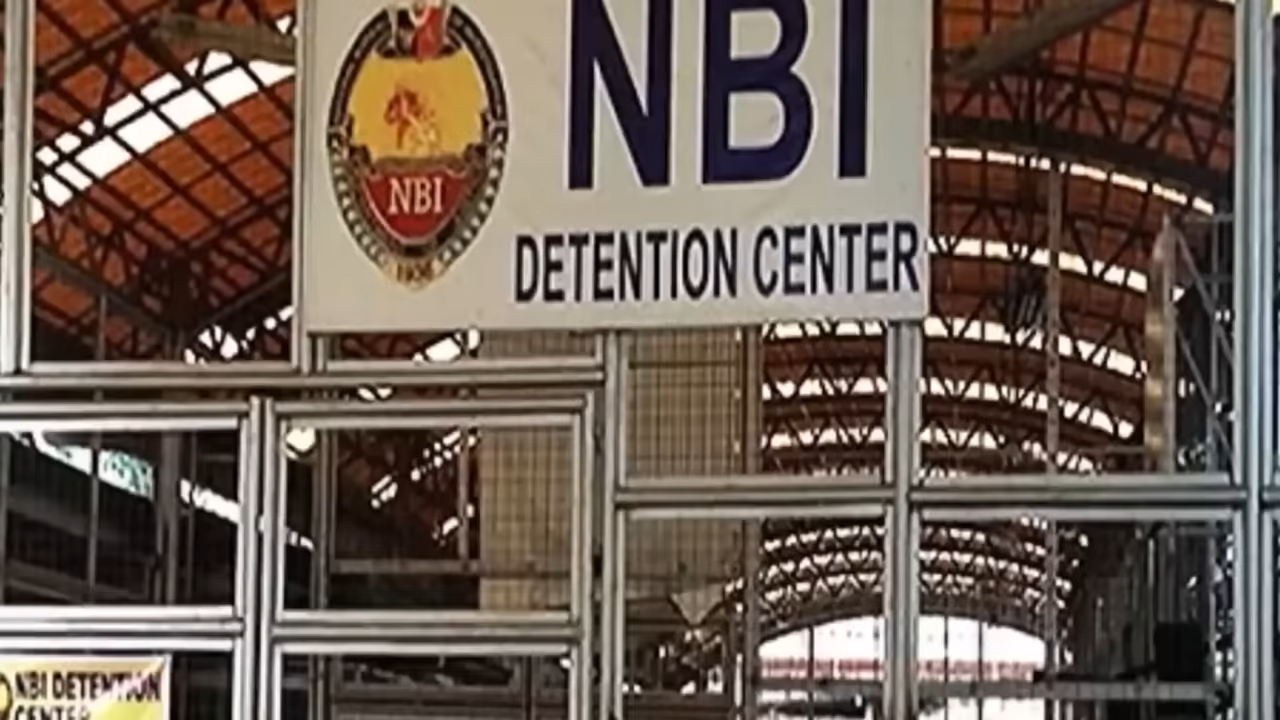 NBI
NBI
DETENTION CENTER
NBI DETENTION
CENTER